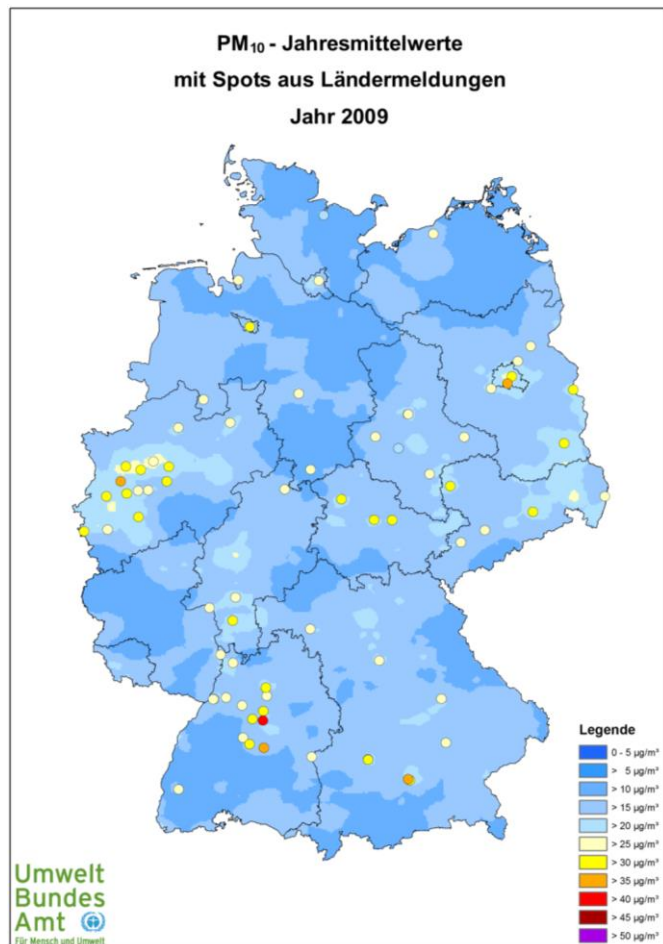 PM₁₀ - Jahresmittelwerte
mit Spots aus Ländermeldungen
Jahr 2009
Legende
0 - 5 µg/m³
> 5 µg/m³
> 10 µg/m³
> 15 µg/m³
> 20 µg/m³
> 25 µg/m³
> 30 µg/m³
> 35 µg/m³
> 40 µg/m³
> 45 µg/m³
> 50 µg/m³
Umwelt
Bundes
Amt
Für Mensch und Umwelt